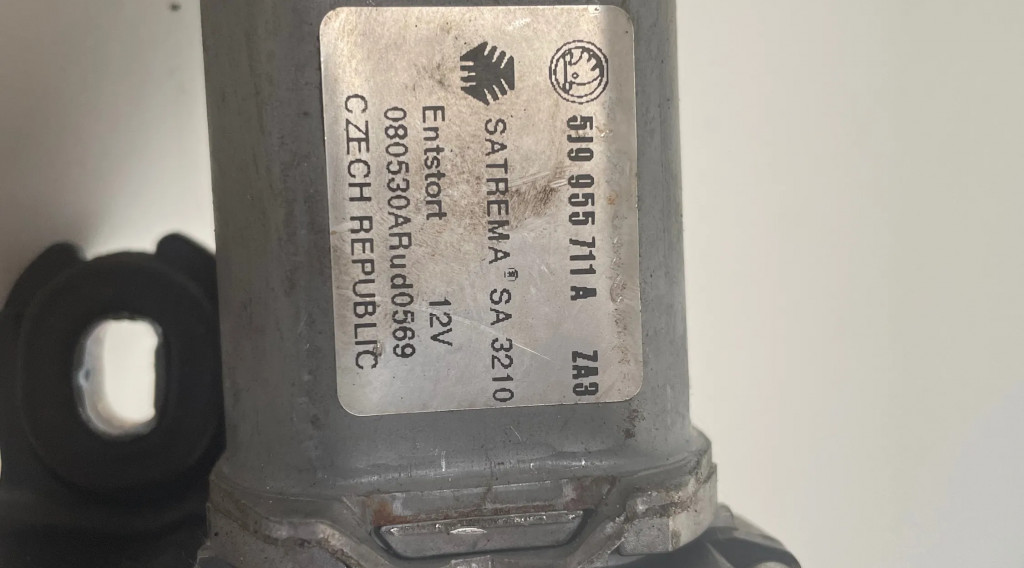 5J9 955 711 A ZA3
SATREMA® SA 3210
Entstort 12V
080530ARud0569
CZECH REPUBLIC